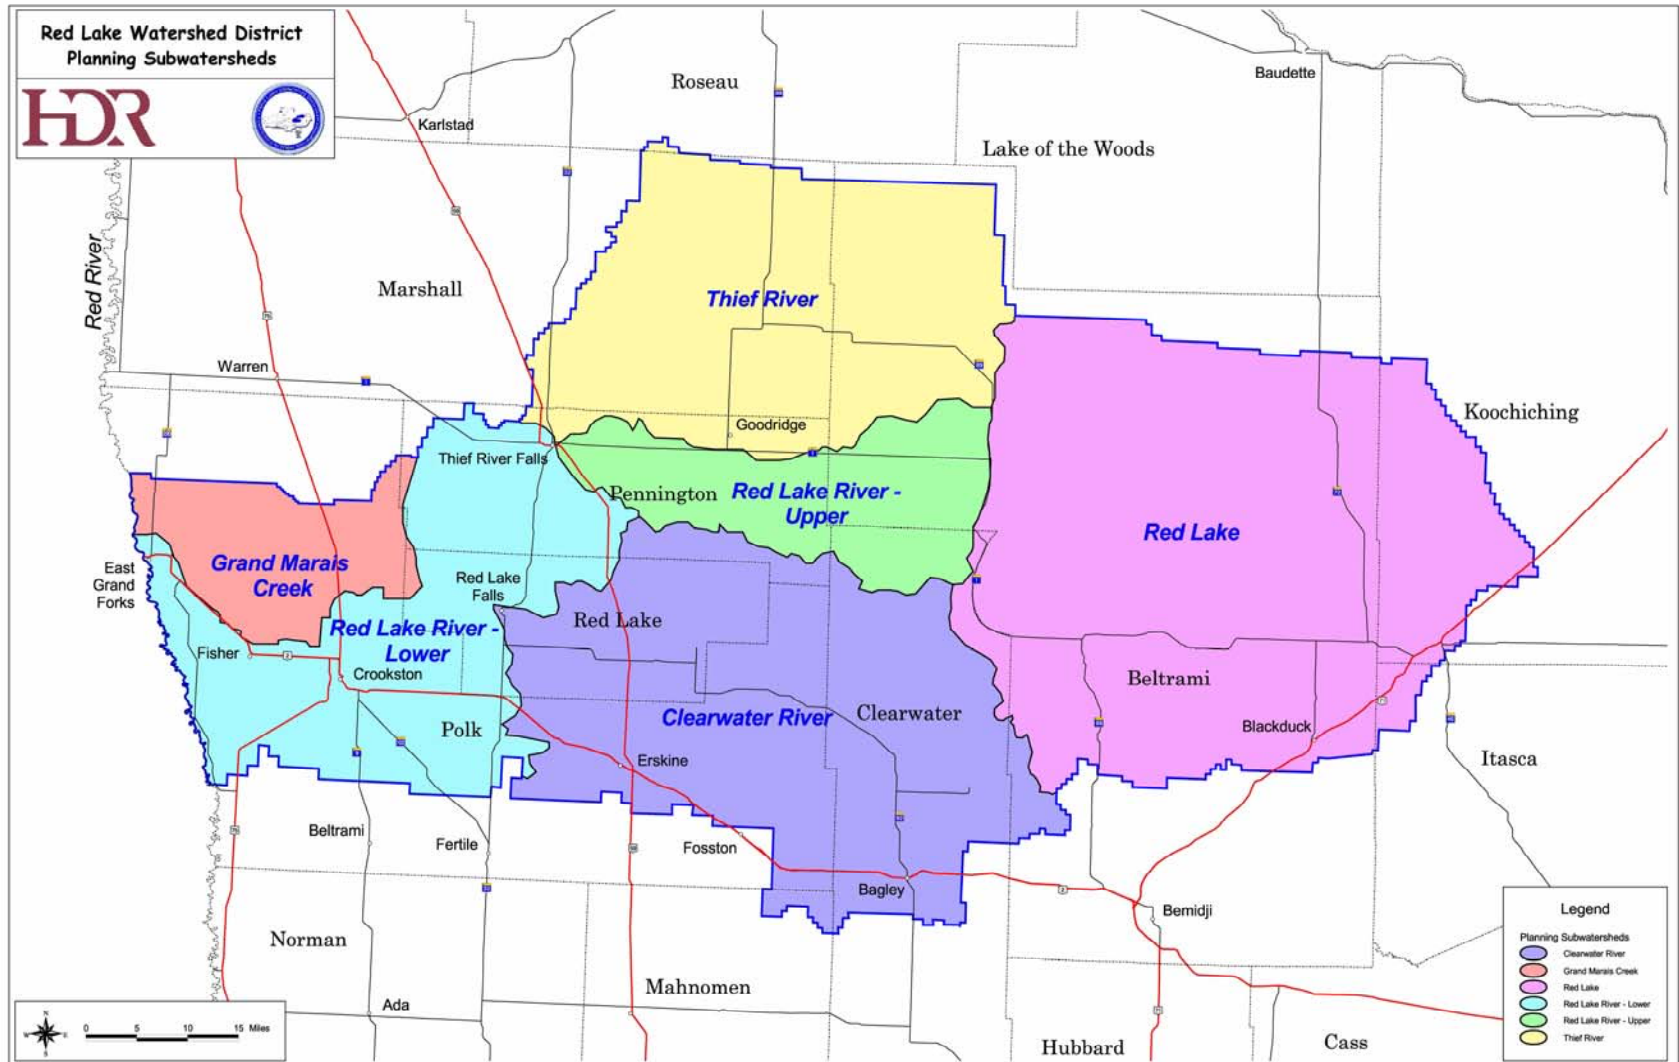 Red Lake Watershed District
Planning Subwatersheds
HDR
Roseau
Baudette
Karlstad
Lake of the Woods
Red River
Marshall
Thief River
Warren
Koochiching
Goodridge
Thief River Falls
Pennington
Red Lake River -
Upper
Red Lake
Grand Marais
Creek
East
Grand
Forks
Red Lake
Falls
Red Lake
Red Lake River -
Lower
Fisher
Crookston
Beltrami
Clearwater River
Clearwater
Polk
Blackduck
Erskine
Itasca
Beltrami
Fertile
Fosston
Bagley
Bemidji
Norman
Mahnomen
Ada
Hubbard
Cass
Legend
Planning Subwatersheds
Clearwater River
Grand Marais Creek
Red Lake
Red Lake River - Lower
Red Lake River - Upper
Thief River
N
W E
S
0 5 10 15 Miles